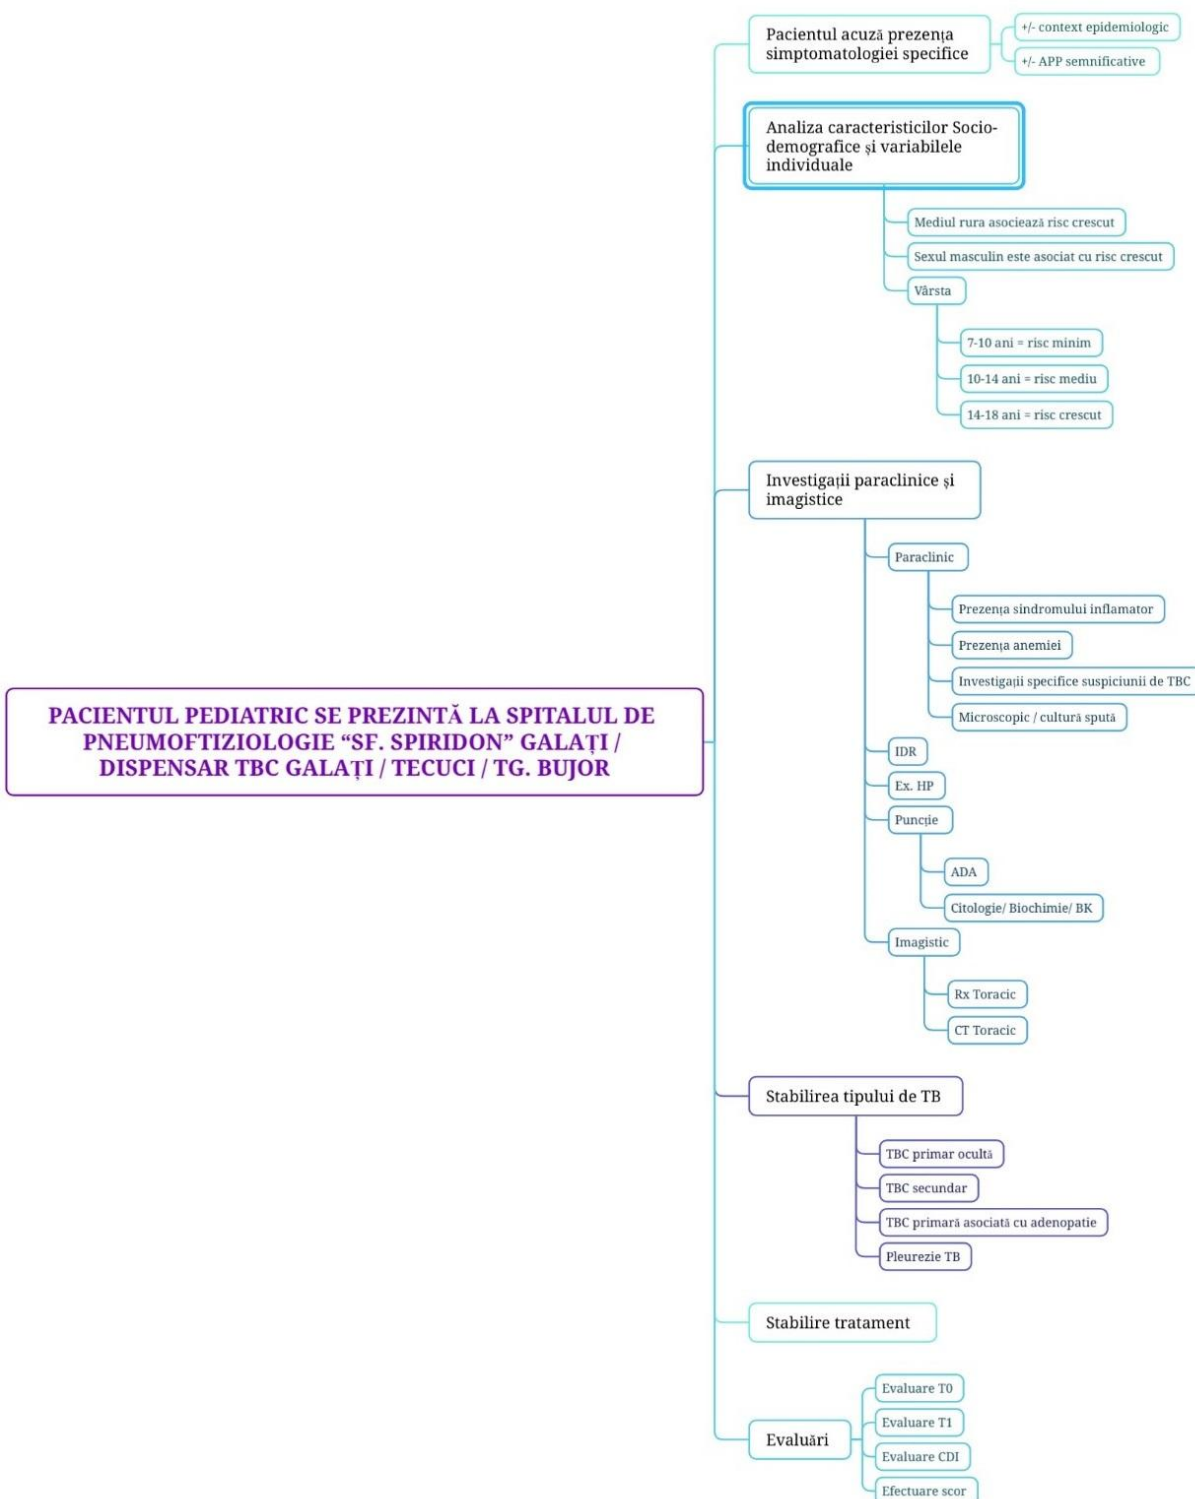 Pacientul acuză prezența
simptomatologiei specifice
+/- context epidemiologic
+/- APP semnificative
Analiza caracteristicilor Socio-
demografice și variabilele
individuale
Mediul rura asociează risc crescut
Sexul masculin este asociat cu risc crescut
Vârsta
7-10 ani = risc minim
10-14 ani = risc mediu
14-18 ani = risc crescut
Investigații paraclinice și
imagistice
Paraclinic
Prezența sindromului inflamator
Prezența anemiei
Investigații specifice suspiciunii de TBC
Microscopic / cultură spută
IDR
Ex. HP
Puncție
ADA
Citologie/ Biochimie/ BK
Imagistic
Rx Toracic
CT Toracic
PACIENTUL PEDIATRIC SE PREZINTĂ LA SPITALUL DE
PNEUMOFTIZIOLOGIE “SF. SPIRIDON” GALAȚI /
DISPENSAR TBC GALAȚI / TECUCI / TG. BUJOR
Stabilirea tipului de TB
TBC primar ocultă
TBC secundar
TBC primară asociată cu adenopatie
Pleurezie TB
Stabilire tratament
Evaluări
Evaluare T0
Evaluare T1
Evaluare CDI
Efectuare scor